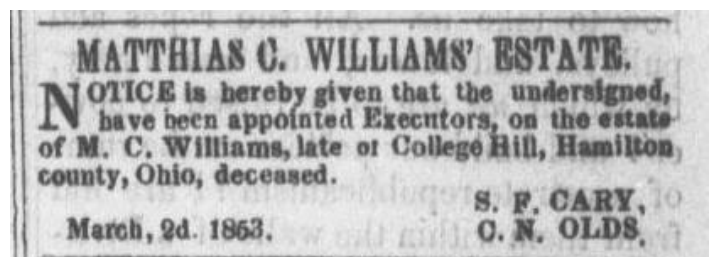 MATTHIAS C. WILLIAMS' ESTATE.
NOTICE is hereby given that the undersigned,
have been appointed Executors, on the estate
of M. C. Williams, late of College Hill, Hamilton
county, Ohio, deceased.
S. F. CARY,
March, 2d. 1853. C. N. OLDS.